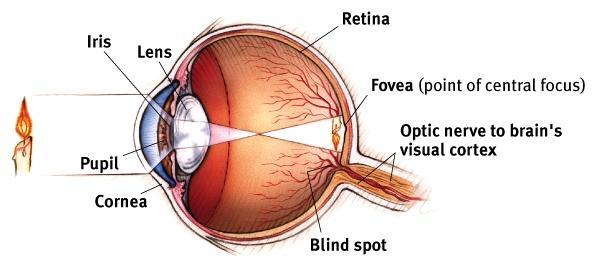 Retina
Iris
Lens
Fovea (point of central focus)
Optic nerve to brain's
visual cortex
Pupil
Cornea
Blind spot